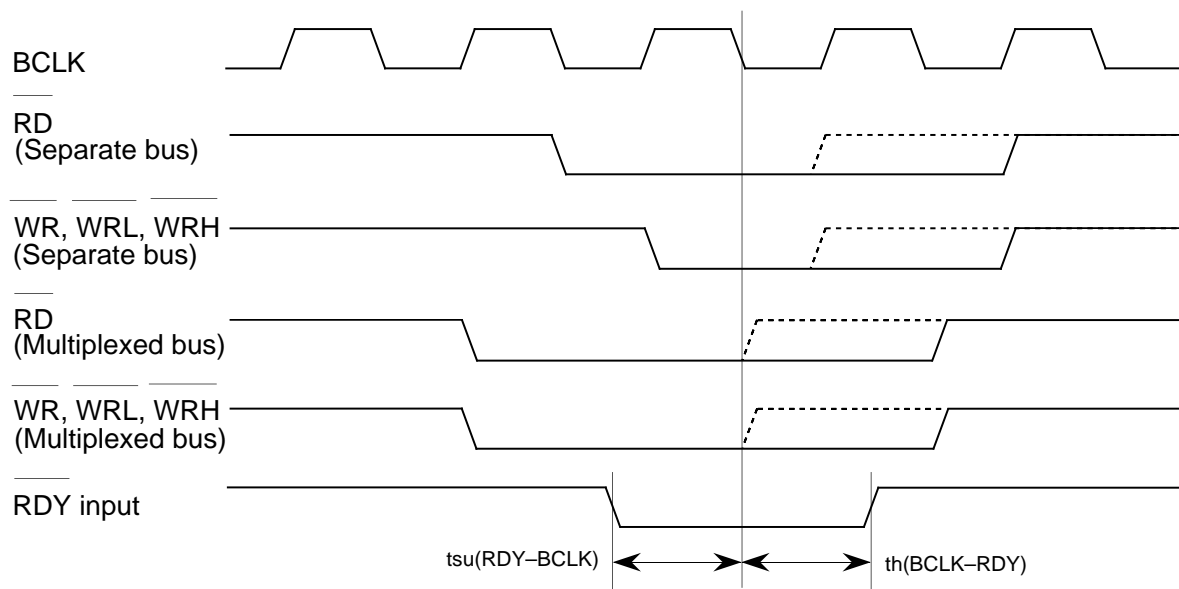 BCLK
RD
(Separate bus)
WR, WRL, WRH
(Separate bus)
RD
(Multiplexed bus)
WR, WRL, WRH
(Multiplexed bus)
RDY input
tsu(RDY–BCLK)
th(BCLK–RDY)